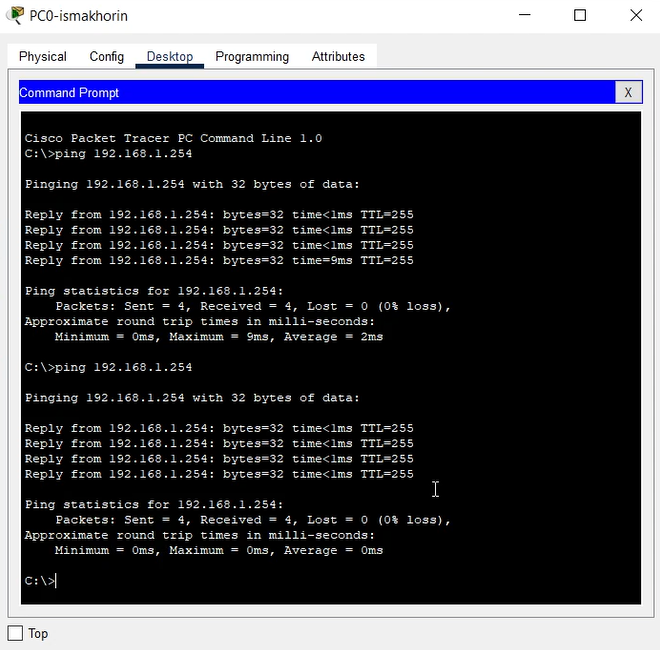 PC0-ismakhorin
Physical Config Desktop Programming Attributes
Command Prompt X
Cisco Packet Tracer PC Command Line 1.0
C:\>ping 192.168.1.254
Pinging 192.168.1.254 with 32 bytes of data:
Reply from 192.168.1.254: bytes=32 time<1ms TTL=255
Reply from 192.168.1.254: bytes=32 time<1ms TTL=255
Reply from 192.168.1.254: bytes=32 time<1ms TTL=255
Reply from 192.168.1.254: bytes=32 time=9ms TTL=255
Ping statistics for 192.168.1.254:
Packets: Sent = 4, Received = 4, Lost = 0 (0% loss),
Approximate round trip times in milli-seconds:
Minimum = 0ms, Maximum = 9ms, Average = 2ms
C:\>ping 192.168.1.254
Pinging 192.168.1.254 with 32 bytes of data:
Reply from 192.168.1.254: bytes=32 time<1ms TTL=255
Reply from 192.168.1.254: bytes=32 time<1ms TTL=255
Reply from 192.168.1.254: bytes=32 time<1ms TTL=255
Reply from 192.168.1.254: bytes=32 time<1ms TTL=255
Ping statistics for 192.168.1.254:
Packets: Sent = 4, Received = 4, Lost = 0 (0% loss),
Approximate round trip times in milli-seconds:
Minimum = 0ms, Maximum = 0ms, Average = 0ms
C:\>
Top